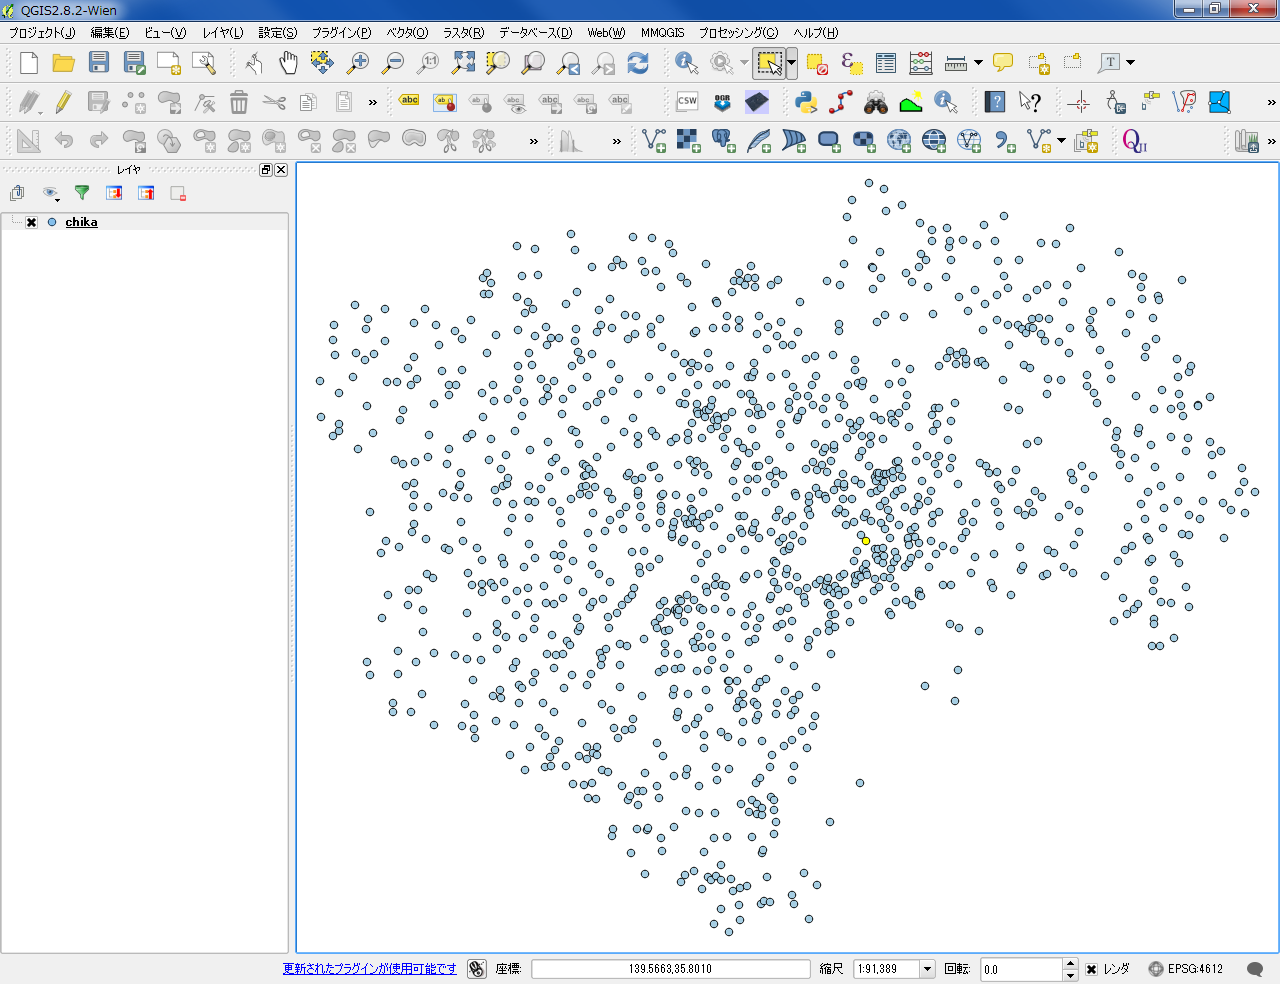 QGIS2.8.2-Wien
プロジェクト(J) 編集(E) ビュー(V) レイヤ(L) 設定(S) プラグイン(P) ベクタ(O) ラスタ(R) データベース(D) Web(W) MMQGIS プロセッシング(C) ヘルプ(H)
1:1
T
abc
CSW OGR
レイヤ
chika
更新されたプラグインが使用可能です 座標: 139.5663,35.8010 縮尺 1:91,389 回転: 0.0 レンダ EPSG:4612